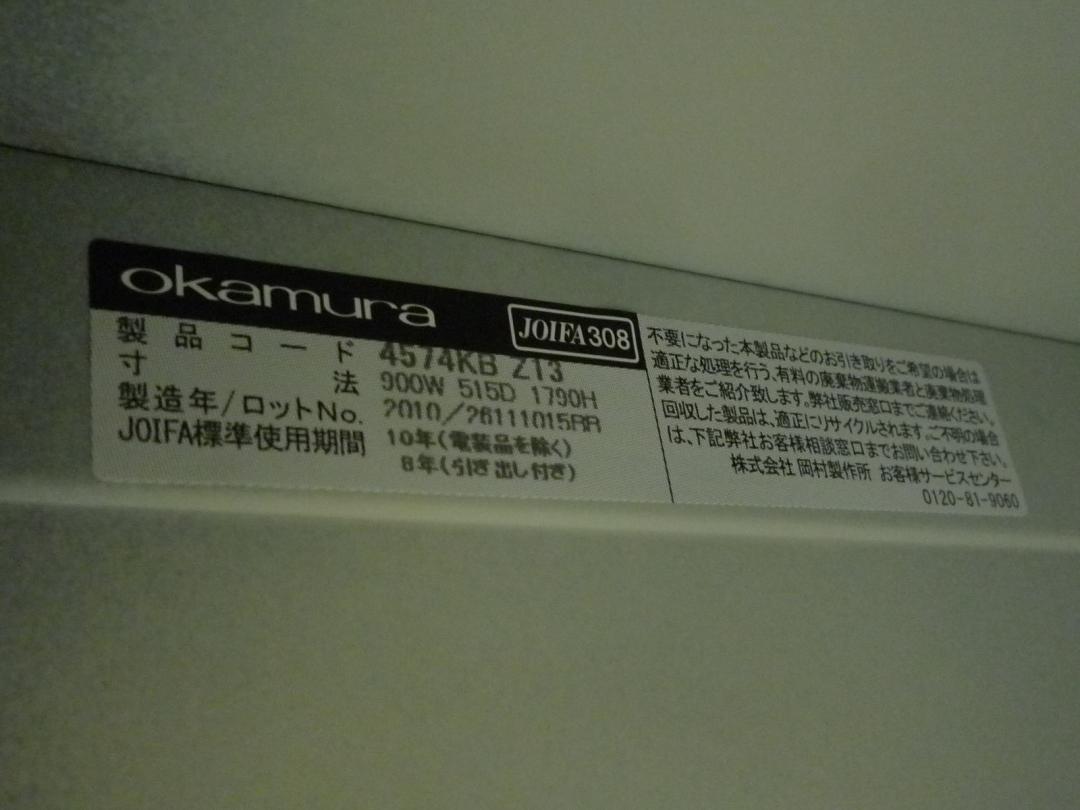 okamura
JOIFA308
製品コード 4574KB Z13
寸法 900W 515D 1790H
製造年/ロットNo. 2010/26111015RR
JOIFA標準使用期間 10年(電装品を除く)
8年(引き出し付き)
不要になった本製品などのお引き取りをご希望の場合は
適正な処理を行う、有料の廃棄物運搬業者と廃棄物処理
業者をご紹介致します。弊社販売窓口までご連絡ください。
回収した製品は、適正にリサイクルされます。ご不明の場合
は、下記弊社お客様相談窓口までお問い合わせ下さい。
株式会社 岡村製作所 お客様サービスセンター
0120-81-9060